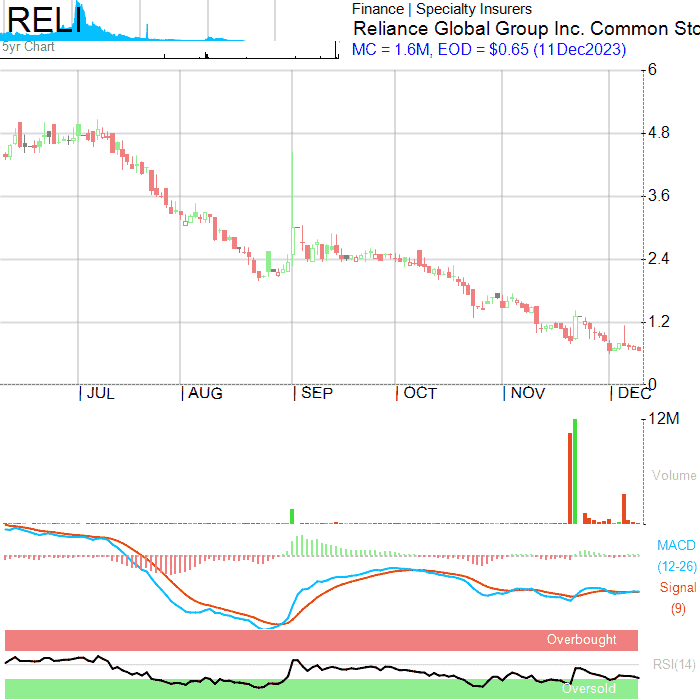 RELI
5yr Chart
Finance | Specialty Insurers
Reliance Global Group Inc. Common Sto
MC = 1.6M, EOD = $0.65 (11Dec2023)
6
4.8
3.6
2.4
1.2
0
JUL AUG SEP OCT NOV DEC
12M
Volume
MACD
(12-26)
Signal
(9)
Overbought
RSI(14)
Oversold